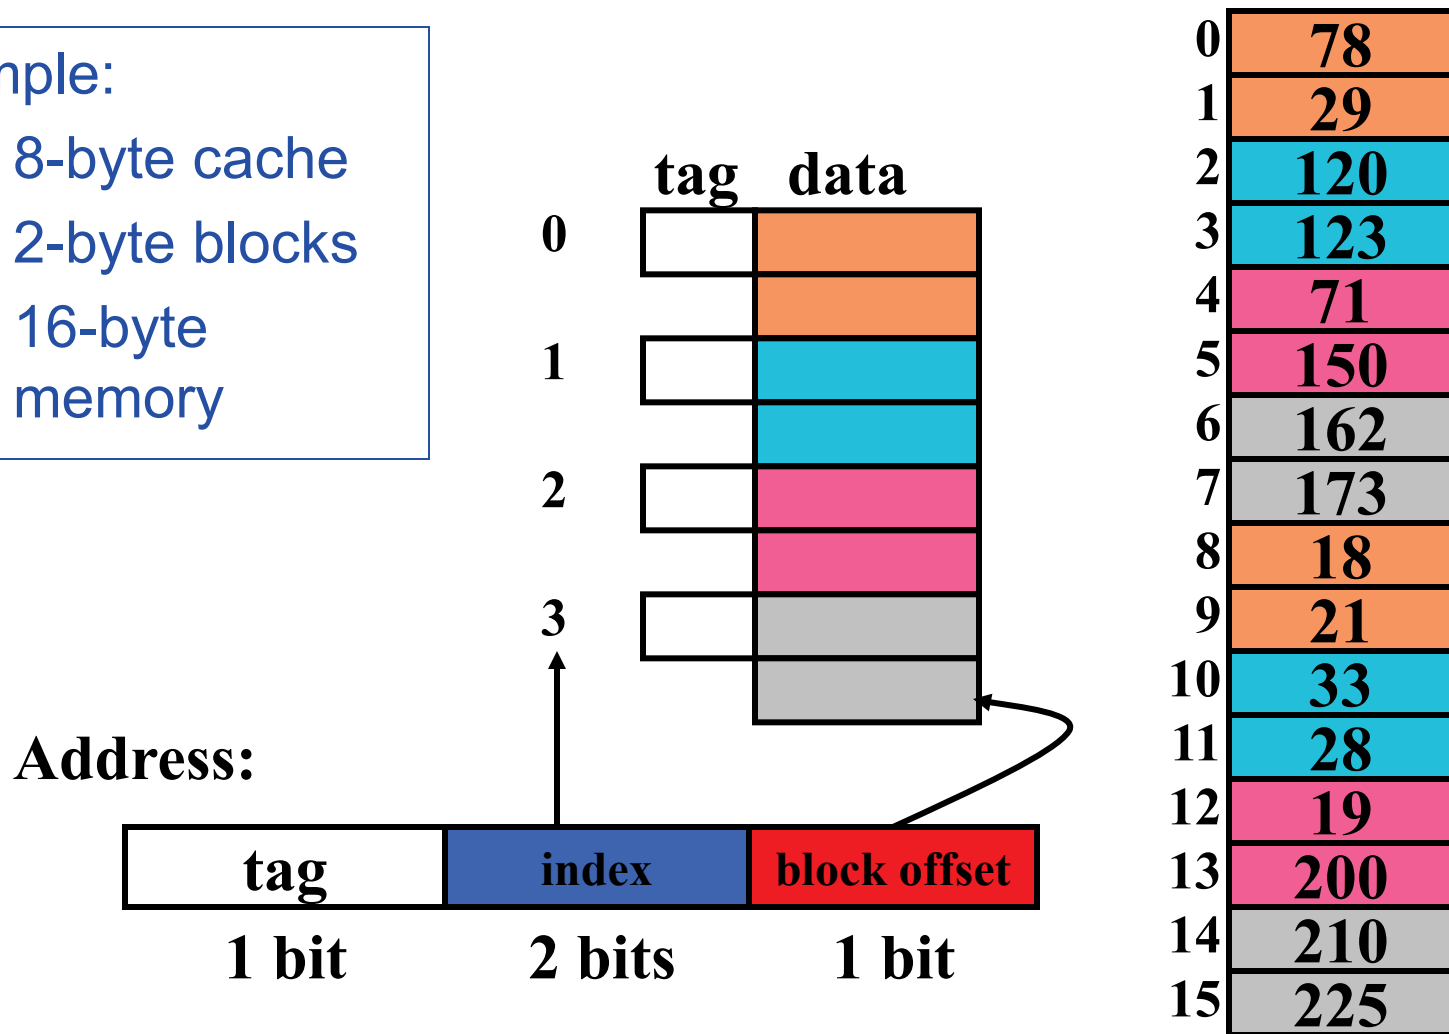 mple:
8-byte cache
2-byte blocks
16-byte
memory
tag data
0
1
2
3
Address:
tag index block offset
1 bit 2 bits 1 bit
0 78
1 29
2 120
3 123
4 71
5 150
6 162
7 173
8 18
9 21
10 33
11 28
12 19
13 200
14 210
15 225